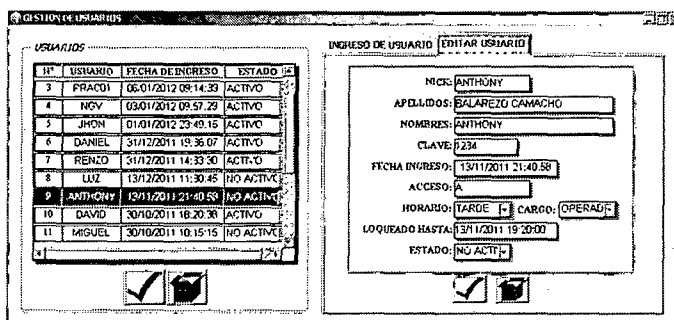 GESTION DE USUARIOS
USUARIOS
Nº USUARIO FECHA DE INGRESO ESTADO
3 PRAC01 06/01/2012 09:14:39 ACTIVO
4 NGV 03/01/2012 09:57:29 ACTIVO
5 JHON 01/01/2012 23:49:16 ACTIVO
6 DANIEL 31/12/2011 19:36:07 ACTIVO
7 RENZO 31/12/2011 14:33:30 ACTIVO
8 LUZ 13/12/2011 11:30:45 NO ACTIVO
9 ANTHONY 13/11/2011 21:40:58 NO ACTIVO
10 DAVID 30/10/2011 18:20:38 ACTIVO
11 MIGUEL 30/10/2011 10:15:15 NO ACTIVO
INGRESO DE USUARIO EDITAR USUARIO
NICK: ANTHONY
APELLIDOS: BALAREZO CAMACHO
NOMBRES: ANTHONY
CLAVE: 1234
FECHA INGRESO: 13/11/2011 21:40:58
ACCESO: A
HORARIO: TARDE CARGO: OPERAD
LOQUEADO HASTA: 13/11/2011 19:20:00
ESTADO: NO ACTI